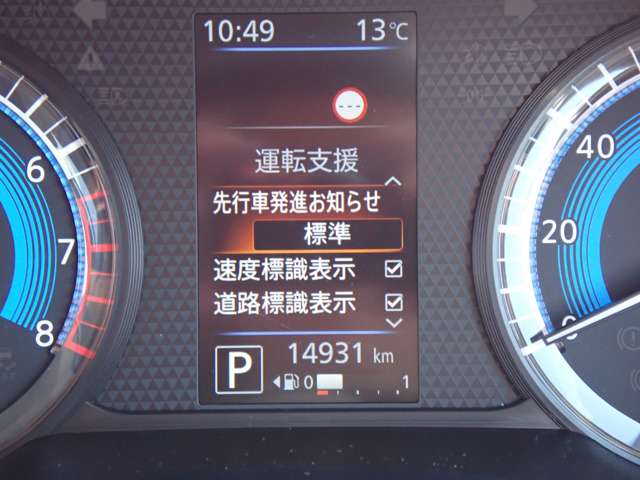 10:49 13℃
---
運転支援
先行車発進お知らせ
標準
速度標識表示
道路標識表示
P 14931 km
0 1
6
7
8
40
20
0